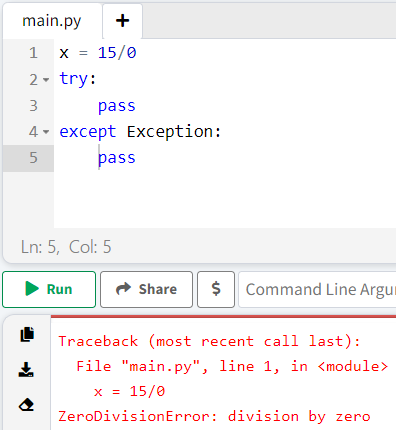 main.py +
1 x = 15/0
2 try:
3     pass
4 except Exception:
5     pass
Ln: 5, Col: 5
Run Share $ Command Line Argu
Traceback (most recent call last):
  File "main.py", line 1, in <module>
    x = 15/0
ZeroDivisionError: division by zero